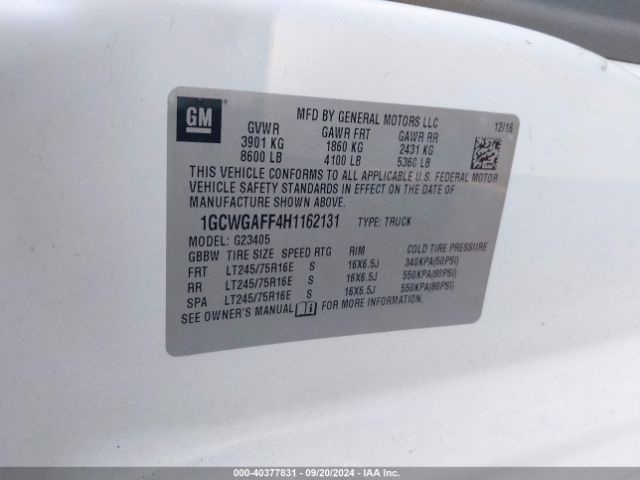 GM
MFD BY GENERAL MOTORS LLC
12/16
GVWR GAWR FRT GAWR RR
3901 KG 1860 KG 2431 KG
8600 LB 4100 LB 5360 LB
THIS VEHICLE CONFORMS TO ALL APPLICABLE U.S. FEDERAL MOTOR
VEHICLE SAFETY STANDARDS IN EFFECT ON THE DATE OF
MANUFACTURE SHOWN ABOVE.
1GCWGAFF4H1162131 TYPE: TRUCK
MODEL: G23405
GBBW TIRE SIZE SPEED RTG RIM COLD TIRE PRESSURE
FRT LT245/75R16E S 16X6.5J 340KPA(50PSI)
RR LT245/75R16E S 16X6.5J 550KPA(80PSI)
SPA LT245/75R16E S 16X6.5J 550KPA(80PSI)
SEE OWNER'S MANUAL i FOR MORE INFORMATION.
(STOCK) - 40377831 - 09/20/2024 - IAA Inc.